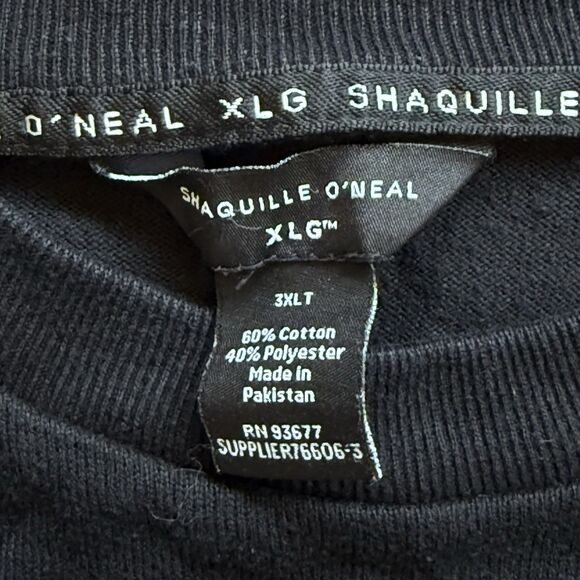 O'NEAL XLG SHAQUILLE
SHAQUILLE O'NEAL
XLG™
3XLT
60% Cotton
40% Polyester
Made in
Pakistan
RN 93677
SUPPLIER76606-3